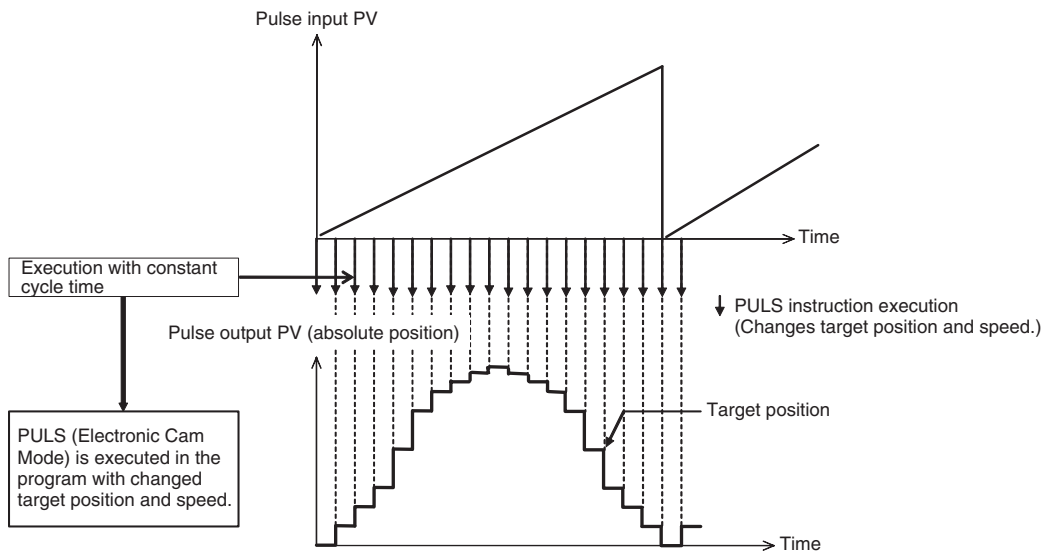 Pulse input PV
Time
Execution with constant
cycle time
PULS instruction execution
(Changes target position and speed.)
Pulse output PV (absolute position)
Target position
PULS (Electronic Cam
Mode) is executed in the
program with changed
target position and speed.
Time